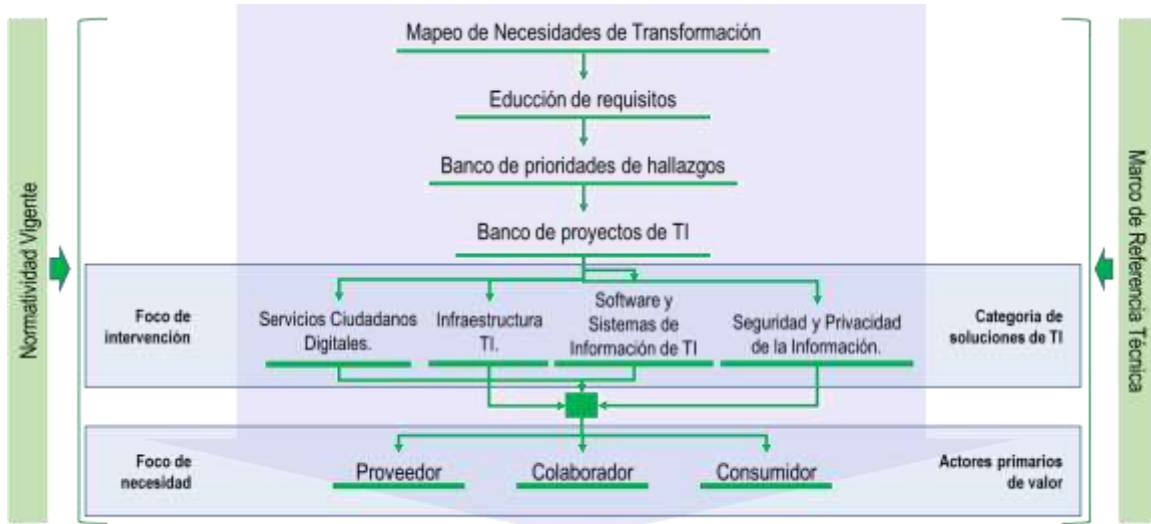 Mapeo de Necesidades de Transformación
Educción de requisitos
Banco de prioridades de hallazgos
Banco de proyectos de TI
Normatividad Vigente
Marco de Referencia Técnica
Foco de
intervención
Servicios Ciudadanos
Digitales.
Infraestructura
TI.
Software y
Sistemas de
Información de TI
Seguridad y Privacidad
de la Información.
Categoria de
soluciones de TI
Foco de
necesidad
Proveedor
Colaborador
Consumidor
Actores primarios
de valor